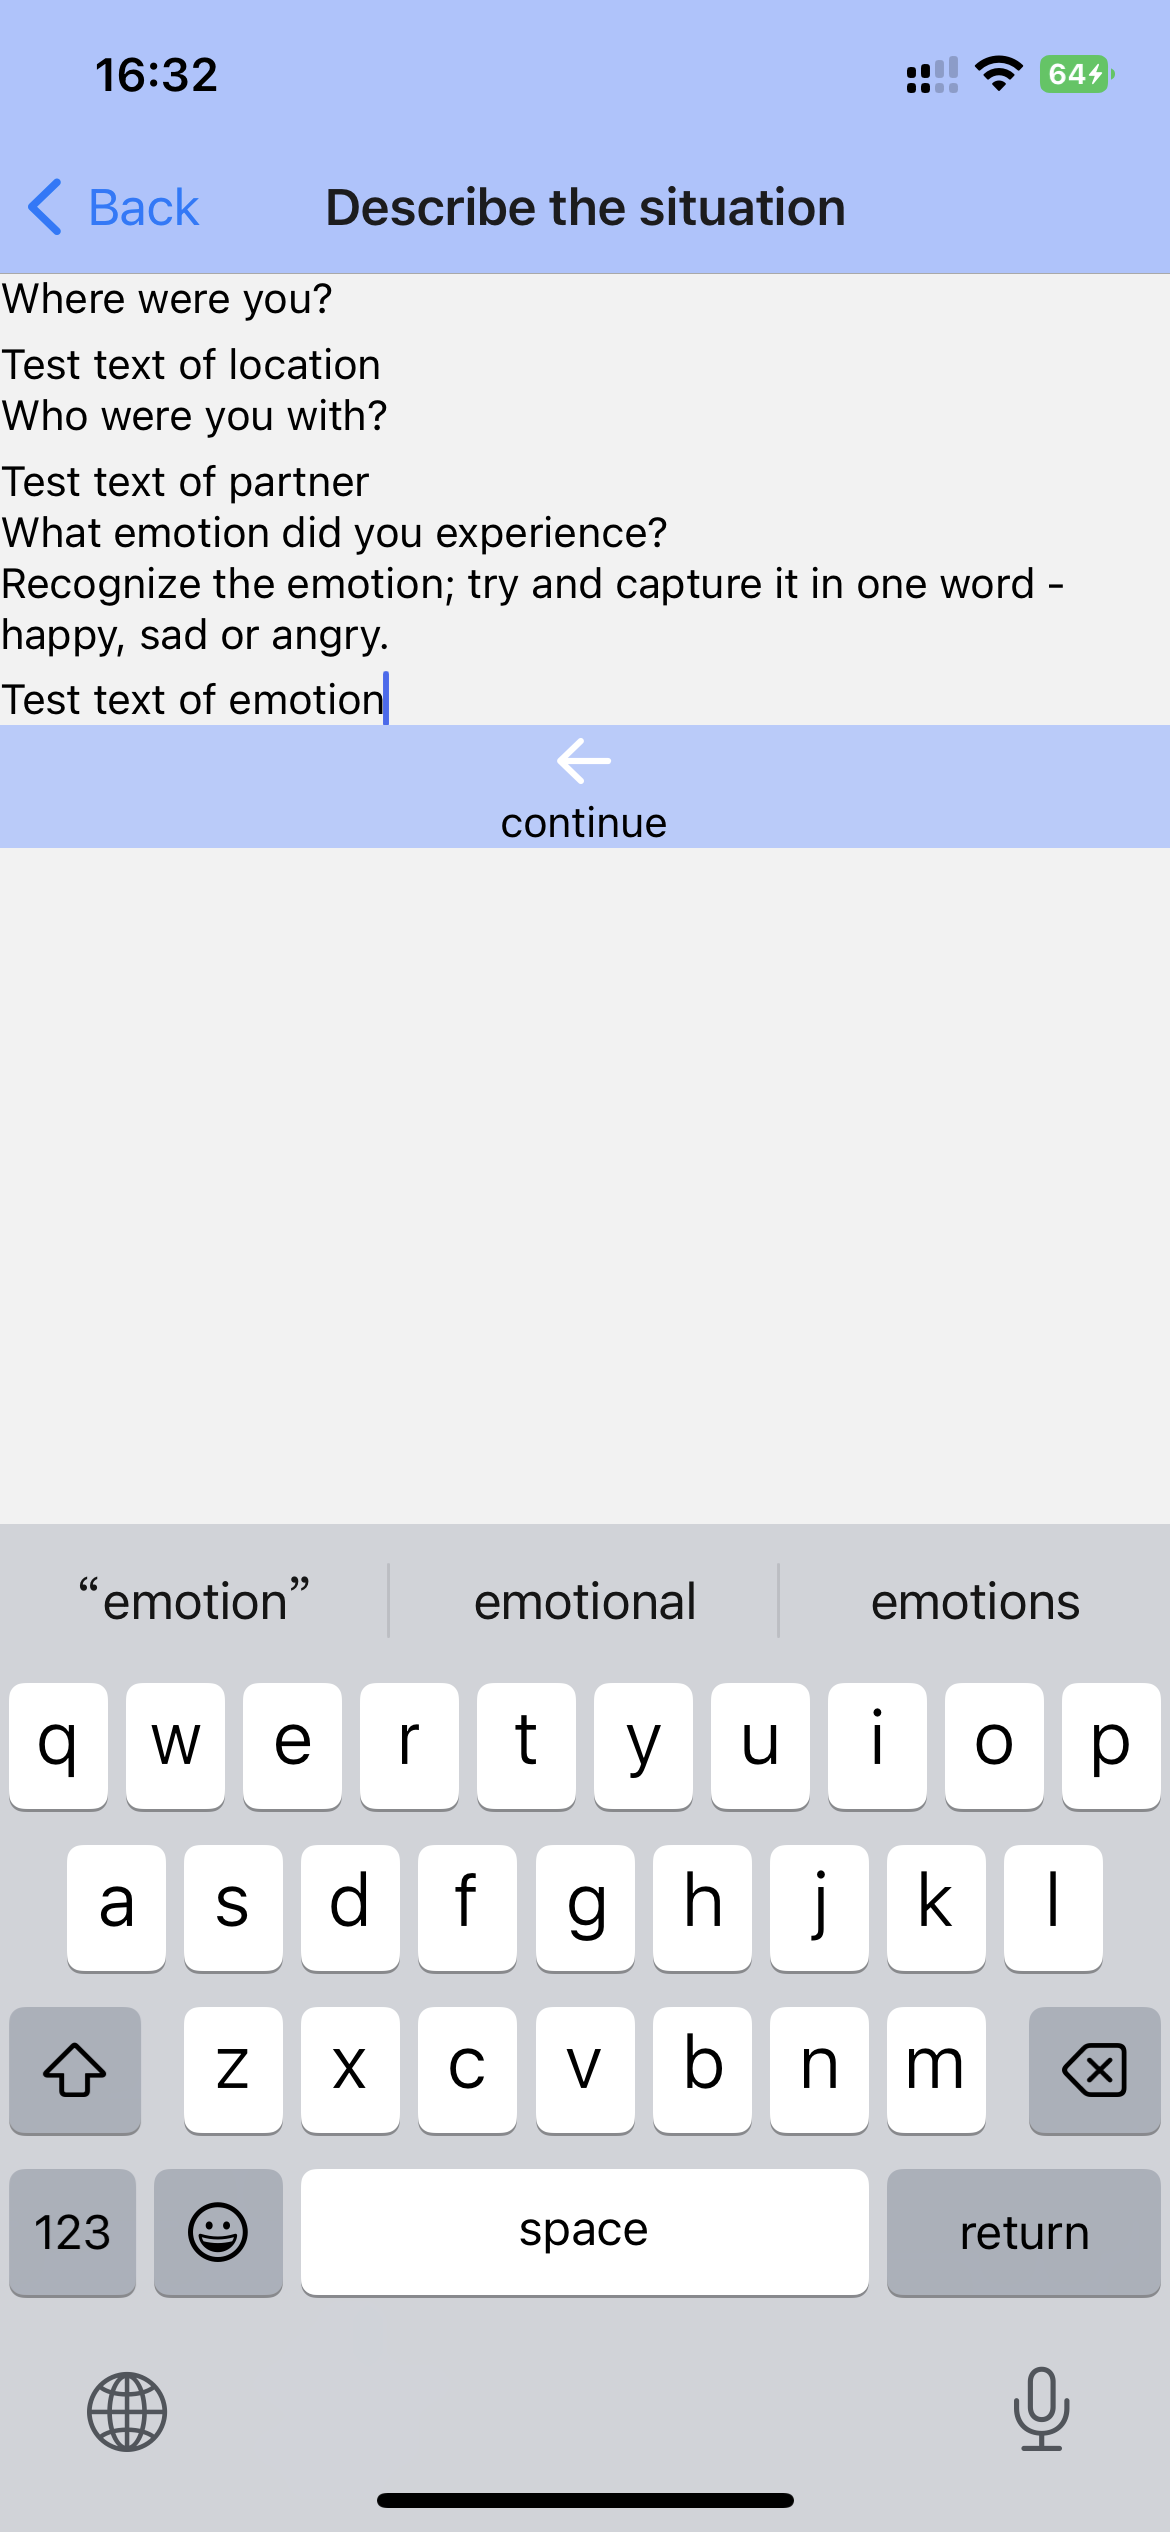 16:32
64
Back
Describe the situation
Where were you?
Test text of location
Who were you with?
Test text of partner
What emotion did you experience?
Recognize the emotion; try and capture it in one word -
happy, sad or angry.
Test text of emotion
continue
“emotion” emotional emotions
q w e r t y u i o p
a s d f g h j k l
z x c v b n m
123 space return